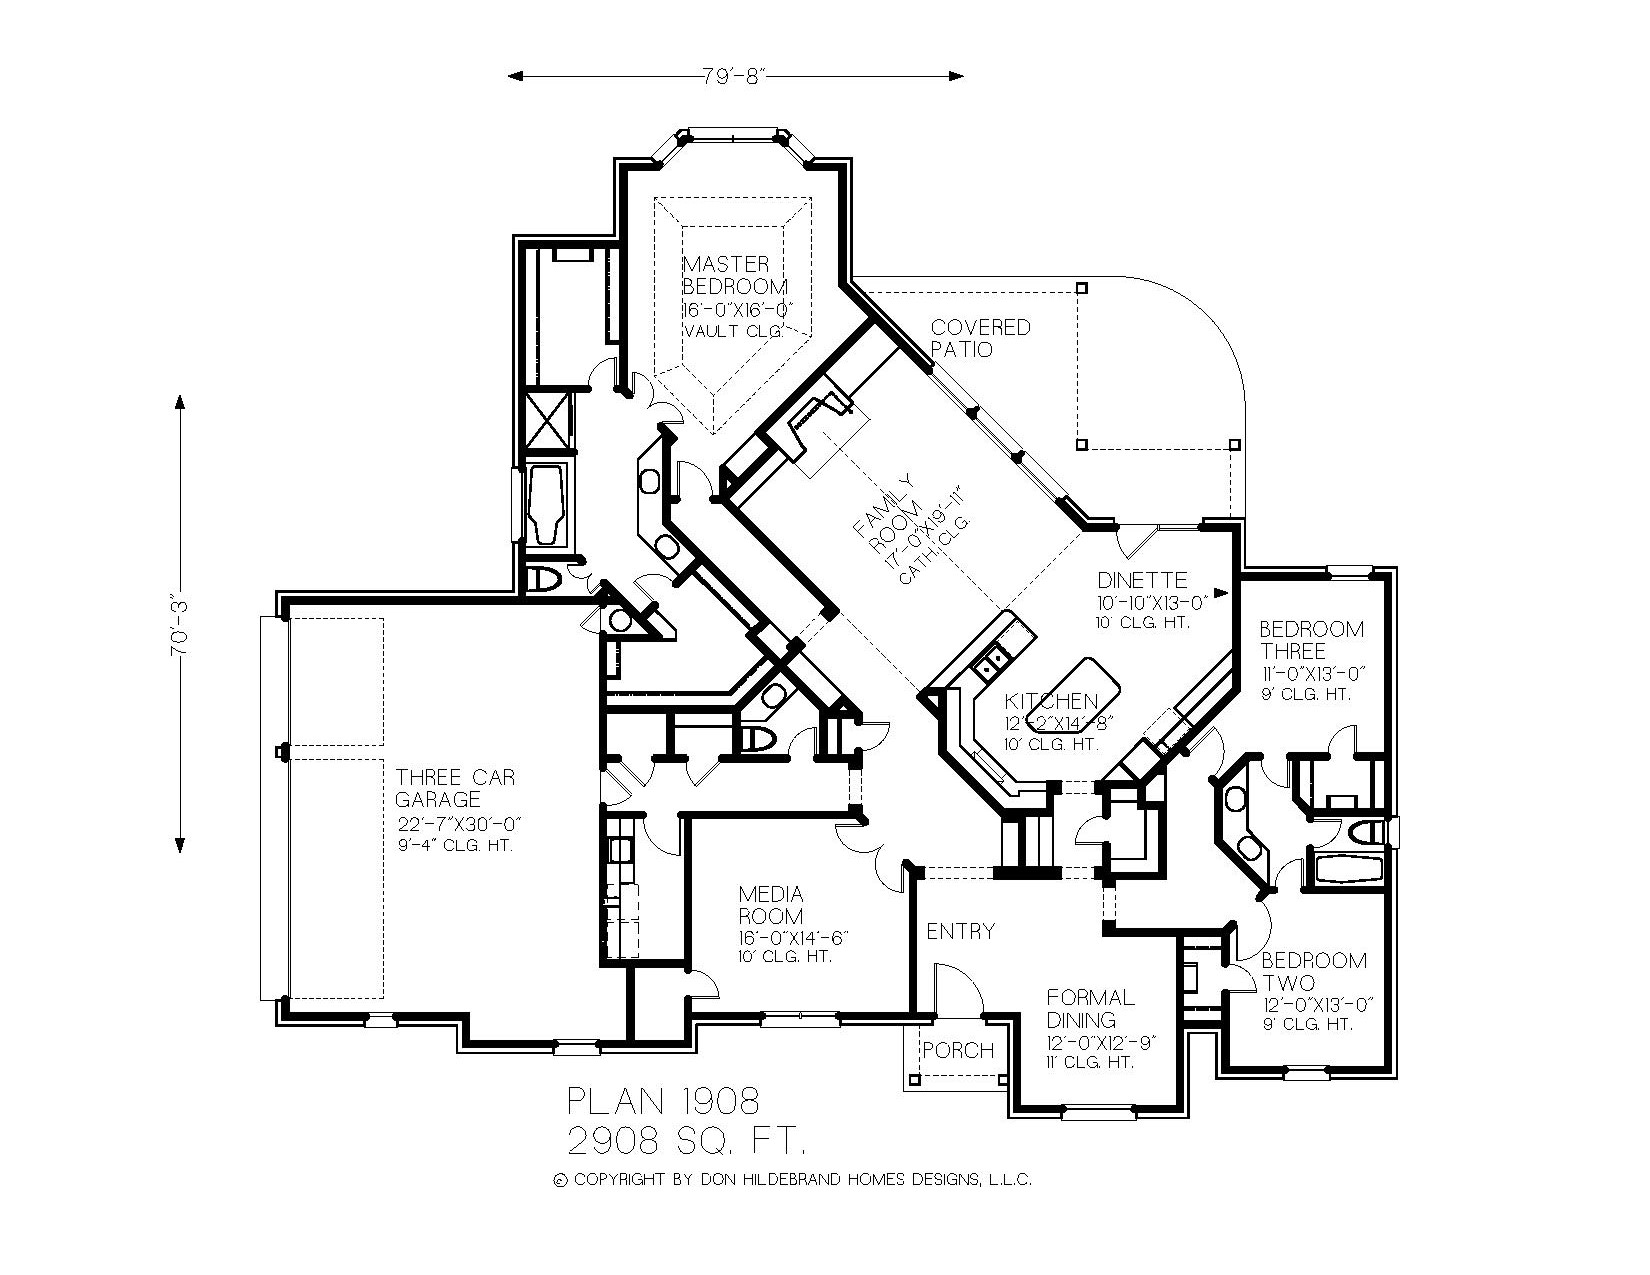 79'-8"
MASTER
BEDROOM
16'-0"X16'-0"
VAULT CLG.
COVERED
PATIO
FAMILY
ROOM
17'-0"X19'-11"
CATH. CLG.
DINETTE
10'-10"X13-0"
10' CLG. HT.
70'-3"
BEDROOM
THREE
11'-0"X13'-0"
9' CLG. HT.
KITCHEN
12'-2"X14'-8"
10' CLG. HT.
THREE CAR
GARAGE
22'-7"X30'-0"
9'-4" CLG. HT.
MEDIA
ROOM
16'-0"X14'-6"
10' CLG. HT.
ENTRY
BEDROOM
TWO
12'-0"X13'-0"
9' CLG. HT.
FORMAL
DINING
12'-0"X12'-9"
11' CLG. HT.
PORCH
PLAN 1908
2908 SQ. FT.
© COPYRIGHT BY DON HILDEBRAND HOMES DESIGNS, L.L.C.